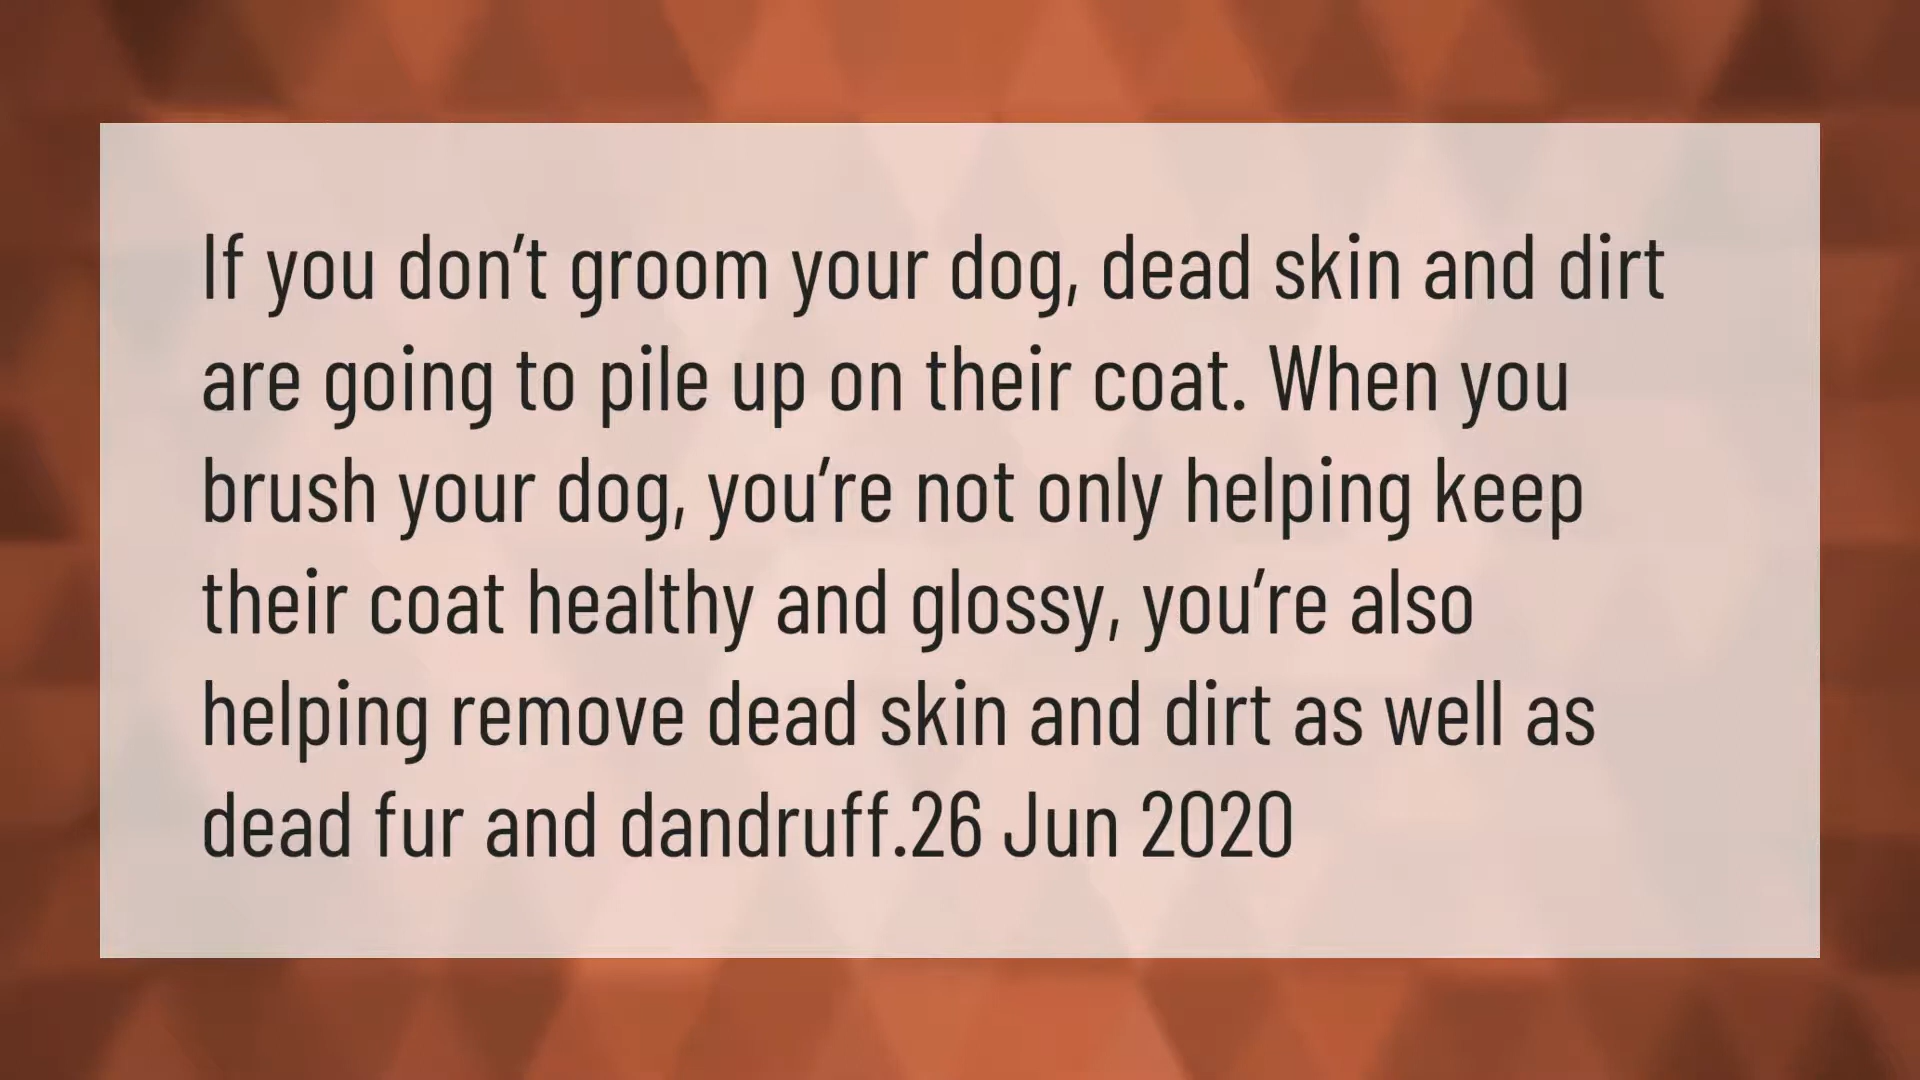 If you don’t groom your dog, dead skin and dirt
are going to pile up on their coat. When you
brush your dog, you’re not only helping keep
their coat healthy and glossy, you’re also
helping remove dead skin and dirt as well as
dead fur and dandruff.26 Jun 2020